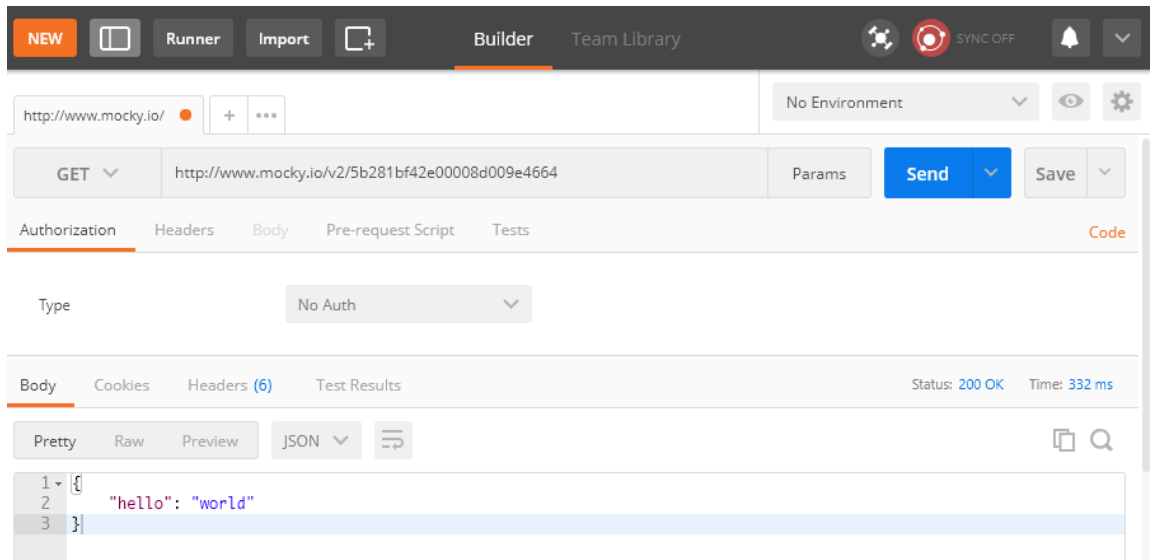 NEW Runner Import Builder Team Library SYNC OFF
http://www.mocky.io/ + ••• No Environment
GET http://www.mocky.io/v2/5b281bf42e00008d009e4664 Params Send Save
Authorization Headers Body Pre-request Script Tests Code
Type No Auth
Body Cookies Headers (6) Test Results Status: 200 OK Time: 332 ms
Pretty Raw Preview JSON
1 {
2 "hello": "world"
3 }